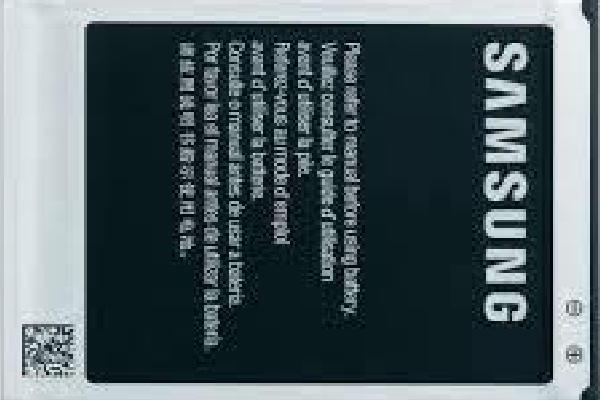 SAMSUNG
Please refer to manual before using battery.
Veuillez consulter le guide d'utilisation
avant d'utiliser la pile.
Référez-vous au mode d'emploi
avant d'utiliser la batterie.
Consulte o manual antes de usar a bateria.
Por favor lea el manual antes de utilizar la batería.
⊖ ⊕